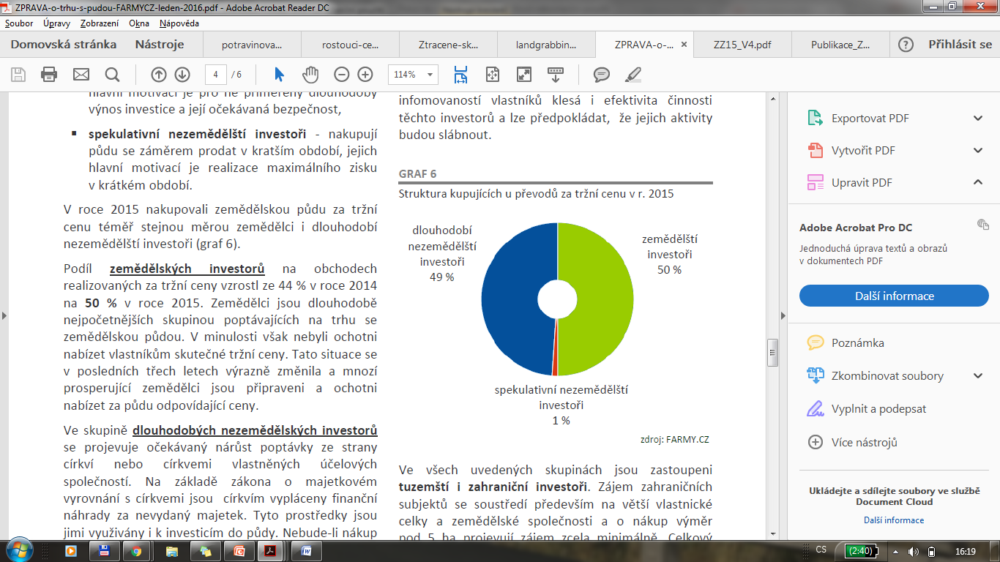 ZPRAVA-o-trhu-s-pudou-FARMYCZ-leden-2016.pdf - Adobe Acrobat Reader DC
Soubor Úpravy Zobrazení Okna Nápověda
Domovská stránka Nástroje potravinova... rostouci-ce... Ztracene-sk... landgrabbin... ZPRAVA-o-... ZZ15_V4.pdf Publikace_Z... Přihlásit se
4 / 6 114%
hlavní motivací je pro ně přiměřený dlouhodobý
výnos investice a její očekávaná bezpečnost,
▪ spekulativní nezemědělští investoři - nakupují
půdu se záměrem prodat v kratším období, jejich
hlavní motivací je realizace maximálního zisku
v krátkém období.
V roce 2015 nakupovali zemědělskou půdu za tržní
cenu téměř stejnou měrou zemědělci i dlouhodobí
nezemědělští investoři (graf 6).
Podíl zemědělských investorů na obchodech
realizovaných za tržní ceny vzrostl ze 44 % v roce 2014
na 50 % v roce 2015. Zemědělci jsou dlouhodobě
nejpočetnějších skupinou poptávajících na trhu se
zemědělskou půdou. V minulosti však nebyli ochotni
nabízet vlastníkům skutečné tržní ceny. Tato situace se
v posledních třech letech výrazně změnila a mnozí
prosperující zemědělci jsou připraveni a ochotni
nabízet za půdu odpovídající ceny.
Ve skupině dlouhodobých nezemědělských investorů
se projevuje očekávaný nárůst poptávky ze strany
církví nebo církvemi vlastněných účelových
společností. Na základě zákona o majetkovém
vyrovnání s církvemi jsou církvím vypláceny finanční
náhrady za nevydaný majetek. Tyto prostředky jsou
jimi využívány i k investicím do půdy. Nebude-li nákup
infomovaností vlastníků klesá i efektivita činnosti
těchto investorů a lze předpokládat, že jejich aktivity
budou slábnout.
GRAF 6
Struktura kupujících u převodů za tržní cenu v r. 2015
dlouhodobí
nezemědělští
investoři
49 %
zemědělští
investoři
50 %
spekulativní nezemědělští
investoři
1 %
zdroj: FARMY.CZ
Ve všech uvedených skupinách jsou zastoupeni
tuzemští i zahraniční investoři. Zájem zahraničních
subjektů se soustředí především na větší vlastnické
celky a zemědělské společnosti a o nákup výměr
pod 5 ha projevují zájem zcela minimálně. Celkový
Exportovat PDF
Vytvořit PDF
Upravit PDF
Adobe Acrobat Pro DC
Jednoduchá úprava textů a obrazů
v dokumentech PDF
Další informace
Poznámka
Zkombinovat soubory
Vyplnit a podepsat
Více nástrojů
Ukládejte a sdílejte soubory ve službě
Document Cloud
Další informace
CS (2:40) 16:19